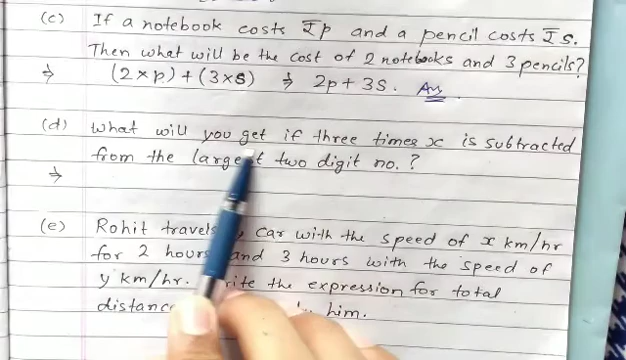 (c) If a notebook costs ₹p and a pencil costs ₹s.
Then what will be the cost of 2 notebooks and 3 pencils?
⇒ (2×p)+(3×s) ⇒ 2p+3s. Ans
(d) What will you get if three times x is subtracted
from the largest two digit no.?
⇒
(e) Rohit travels car with the speed of x km/hr
for 2 hours and 3 hours with the speed of
y km/hr. the expression for total
him.